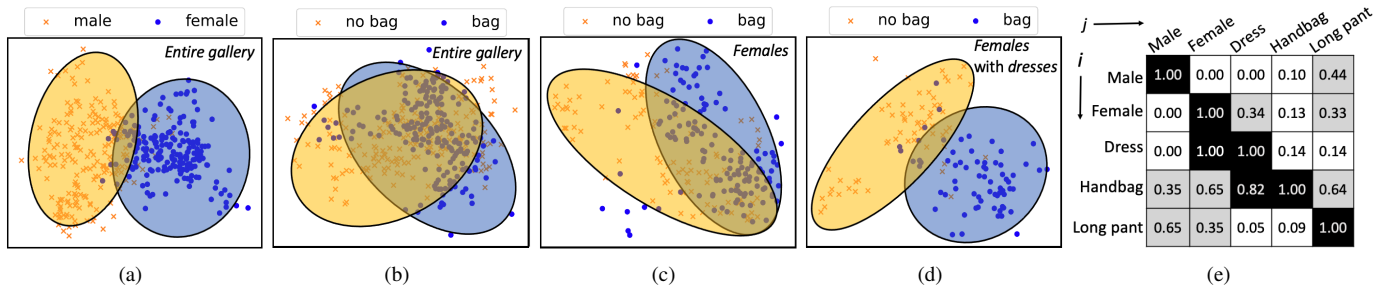 male female
Entire gallery
(a)
no bag bag
Entire gallery
(b)
no bag bag
Females
(c)
no bag bag
Females
with dresses
(d)
j
i
Male Female Dress Handbag Long pant
Male 1.00 0.00 0.00 0.10 0.44
Female 0.00 1.00 0.34 0.13 0.33
Dress 0.00 1.00 1.00 0.14 0.14
Handbag 0.35 0.65 0.82 1.00 0.64
Long pant 0.65 0.35 0.05 0.09 1.00
(e)